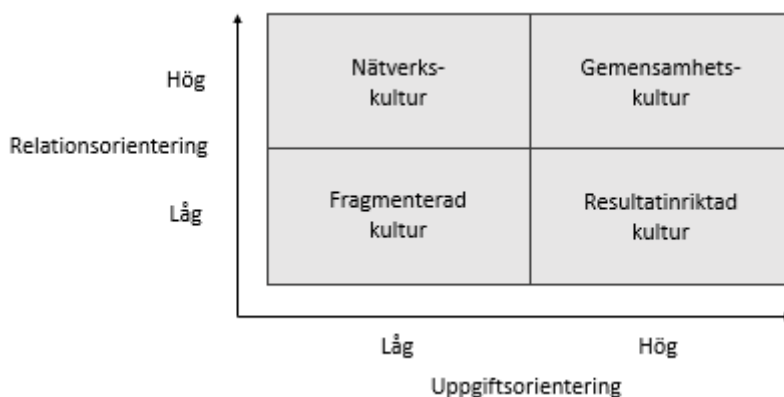 Hög
Nätverks-
kultur
Gemensamhets-
kultur
Relationsorientering
Låg
Fragmenterad
kultur
Resultatinriktad
kultur
Låg
Hög
Uppgiftsorientering